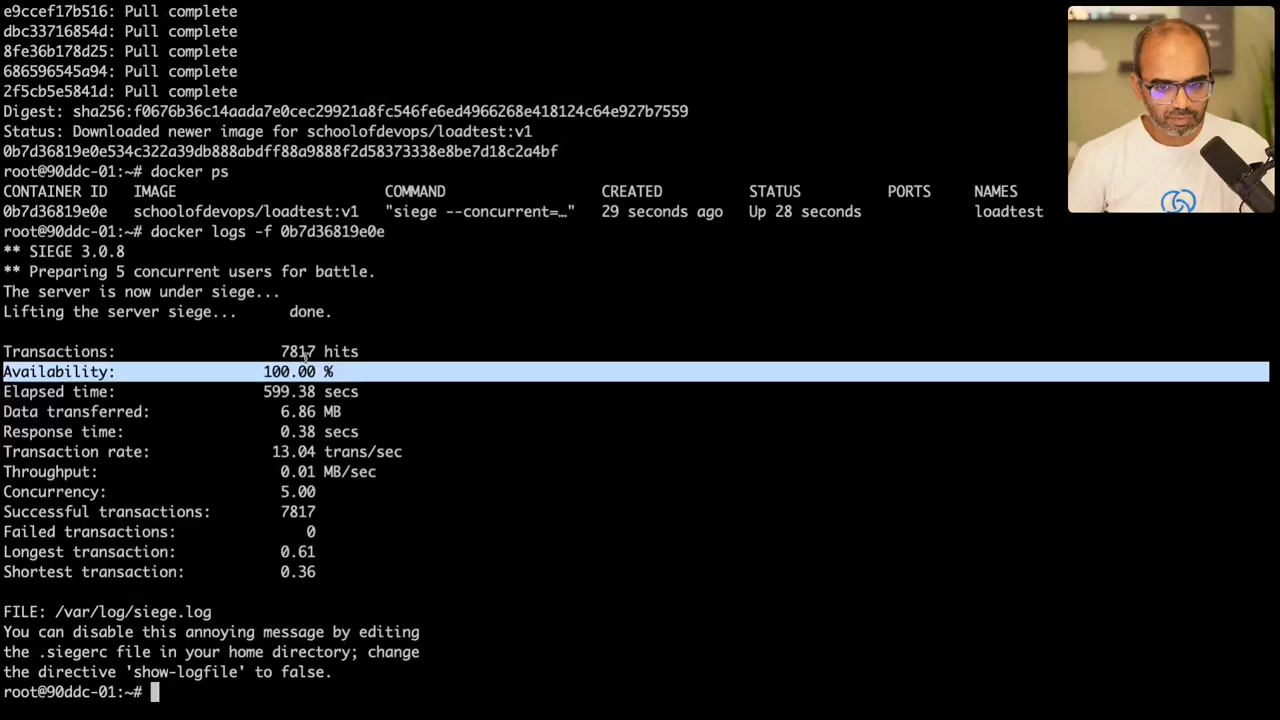 e9ccef17b516: Pull complete
dbc33716854d: Pull complete
8fe36b178d25: Pull complete
686596545a94: Pull complete
2f5cb5e5841d: Pull complete
Digest: sha256:f0676b36c14aada7e0cec29921a8fc546fe6ed4966268e418124c64e927b7559
Status: Downloaded newer image for schoolofdevops/loadtest:v1
0b7d36819e0e534c322a39db888abdff88a9888f2d58373338e8be7d18c2a4bf
root@90ddc-01:~# docker ps
CONTAINER ID   IMAGE                        COMMAND                  CREATED          STATUS          PORTS     NAMES
0b7d36819e0e   schoolofdevops/loadtest:v1   "siege --concurrent=…"   29 seconds ago   Up 28 seconds             loadtest
root@90ddc-01:~# docker logs -f 0b7d36819e0e
** SIEGE 3.0.8
** Preparing 5 concurrent users for battle.
The server is now under siege...
Lifting the server siege...      done.
Transactions:                   7817 hits
Availability:                 100.00 %
Elapsed time:                 599.38 secs
Data transferred:               6.86 MB
Response time:                  0.38 secs
Transaction rate:              13.04 trans/sec
Throughput:                     0.01 MB/sec
Concurrency:                    5.00
Successful transactions:        7817
Failed transactions:               0
Longest transaction:            0.61
Shortest transaction:           0.36
FILE: /var/log/siege.log
You can disable this annoying message by editing
the .siegerc file in your home directory; change
the directive 'show-logfile' to false.
root@90ddc-01:~#